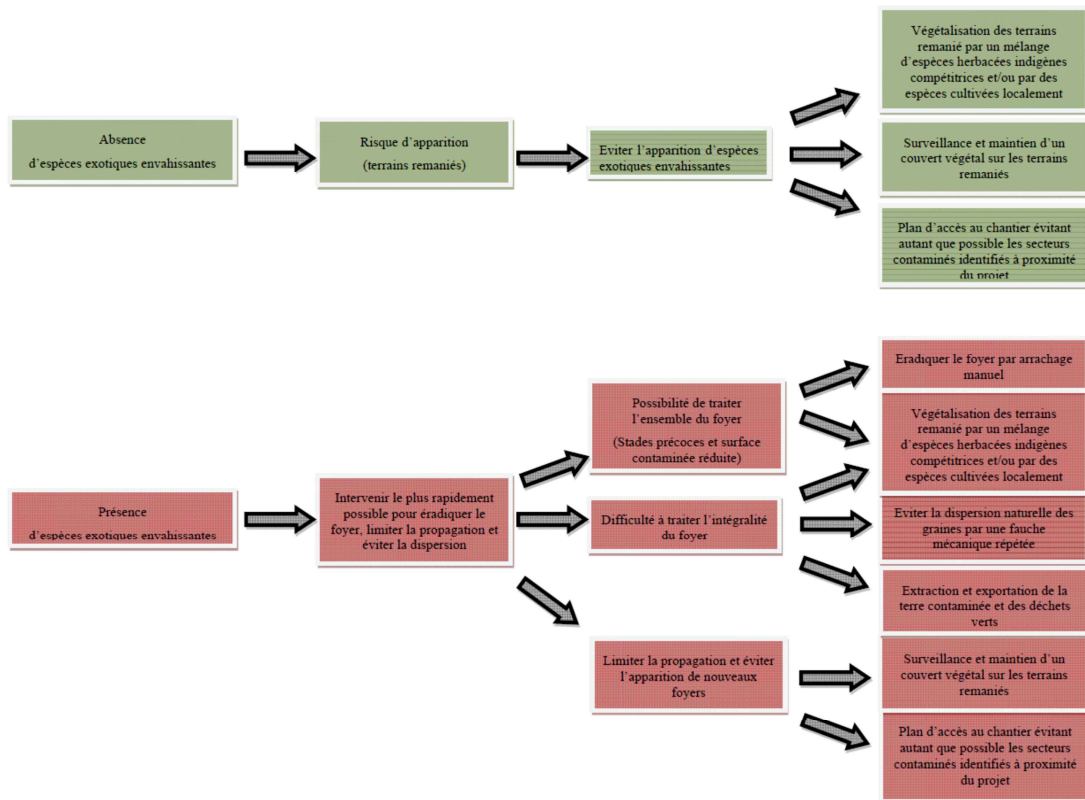 Absence
d'espèces exotiques envahissantes
Risque d'apparition
(terrains remaniés)
Eviter l'apparition d'espèces
exotiques envahissantes
Végétalisation des terrains
remanié par un mélange
d'espèces herbacées indigènes
compétitrices et/ou par des
espèces cultivées localement
Surveillance et maintien d'un
couvert végétal sur les terrains
remaniés
Plan d'accès au chantier évitant
autant que possible les secteurs
contaminés identifiés à proximité
du projet
Présence
d'espèces exotiques envahissantes
Intervenir le plus rapidement
possible pour éradiquer le
foyer, limiter la propagation et
éviter la dispersion
Possibilité de traiter
l'ensemble du foyer
(Stades précoces et surface
contaminée réduite)
Difficulté à traiter l'intégralité
du foyer
Limiter la propagation et éviter
l'apparition de nouveaux
foyers
Eradiquer le foyer par arrachage
manuel
Végétalisation des terrains
remanié par un mélange
d'espèces herbacées indigènes
compétitrices et/ou par des
espèces cultivées localement
Eviter la dispersion naturelle des
graines par une fauche
mécanique répétée
Extraction et exportation de la
terre contaminée et des déchets
verts
Surveillance et maintien d'un
couvert végétal sur les terrains
remaniés
Plan d'accès au chantier évitant
autant que possible les secteurs
contaminés identifiés à proximité
du projet